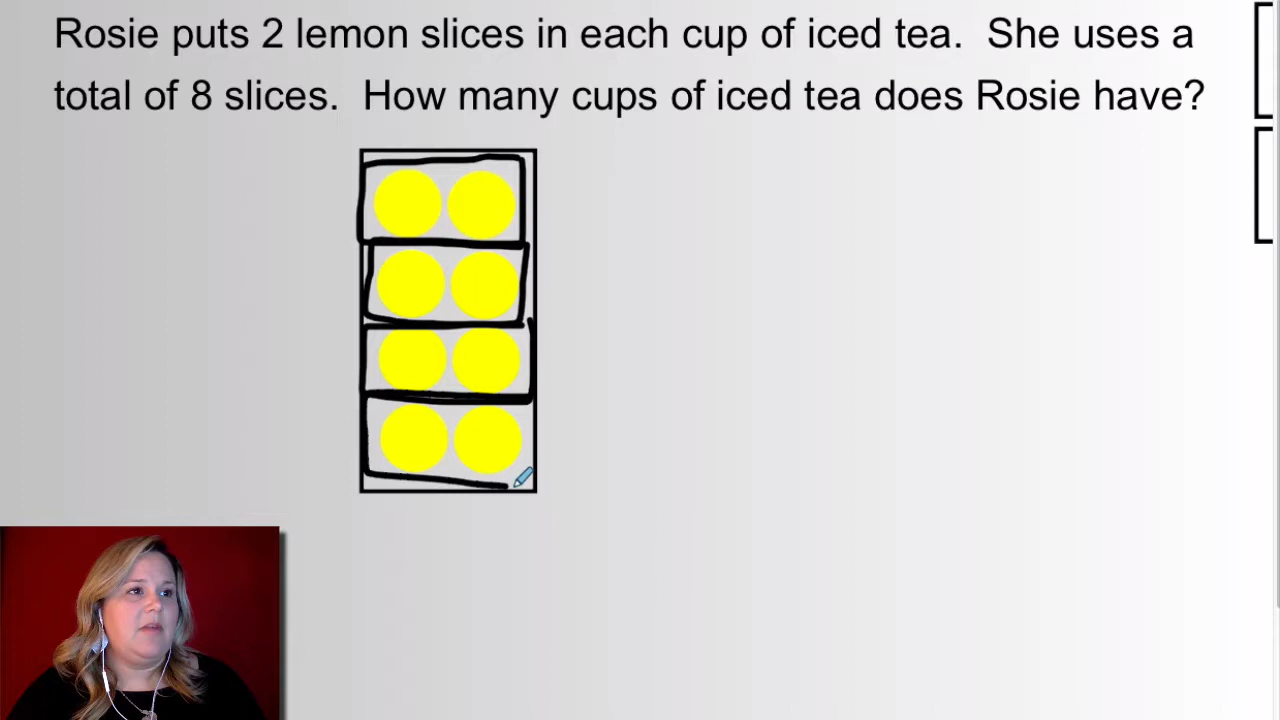 Rosie puts 2 lemon slices in each cup of iced tea. She uses a
total of 8 slices. How many cups of iced tea does Rosie have?